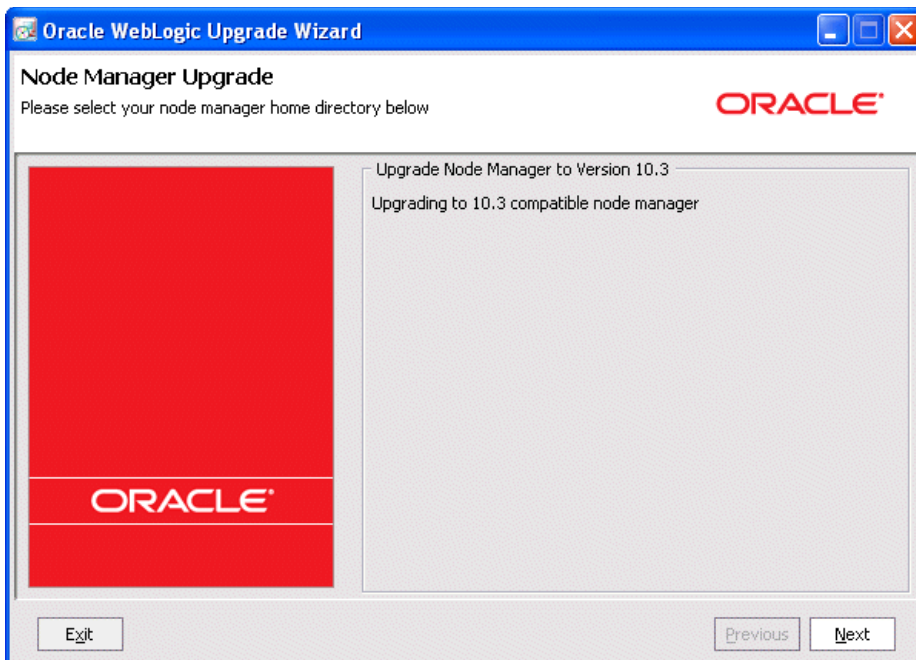 Oracle WebLogic Upgrade Wizard
Node Manager Upgrade
Please select your node manager home directory below
ORACLE®
Upgrade Node Manager to Version 10.3
Upgrading to 10.3 compatible node manager
ORACLE®
Exit
Previous
Next